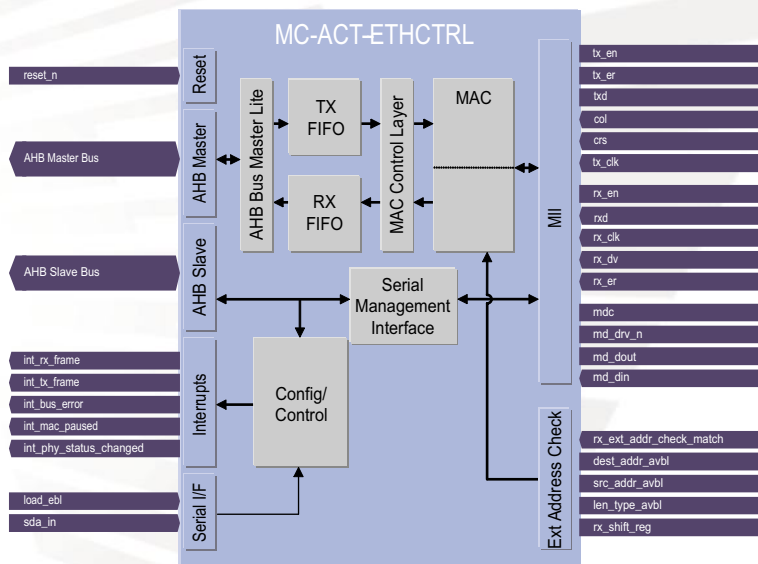 MC-ACT-ETHCTRL
reset_n
AHB Master Bus
AHB Slave Bus
int_rx_frame
int_tx_frame
int_bus_error
int_mac_paused
int_phy_status_changed
load_ebl
sda_in
Reset
AHB Master
AHB Slave
Interrupts
Serial I/F
AHB Bus Master Lite
TX
FIFO
RX
FIFO
MAC Control Layer
MAC
Serial
Management
Interface
Config/
Control
MII
Ext Address Check
tx_en
tx_er
txd
col
crs
tx_clk
rx_en
rxd
rx_clk
rx_dv
rx_er
mdc
md_drv_n
md_dout
md_din
rx_ext_addr_check_match
dest_addr_avbl
src_addr_avbl
len_type_avbl
rx_shift_reg